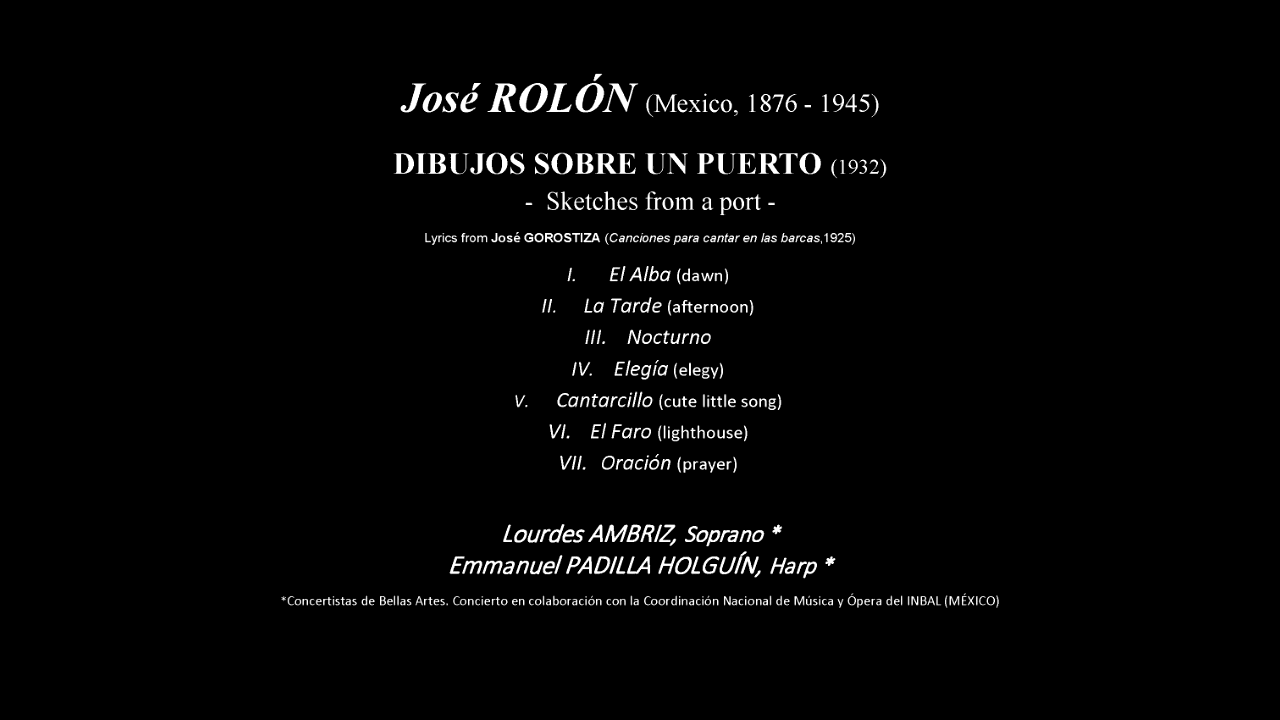 José ROLÓN (Mexico, 1876 - 1945)
DIBUJOS SOBRE UN PUERTO (1932)
- Sketches from a port -
Lyrics from José GOROSTIZA (Canciones para cantar en las barcas,1925)
I. El Alba (dawn)
II. La Tarde (afternoon)
III. Nocturno
IV. Elegía (elegy)
V. Cantarcillo (cute little song)
VI. El Faro (lighthouse)
VII. Oración (prayer)
Lourdes AMBRIZ, Soprano *
Emmanuel PADILLA HOLGUÍN, Harp *
*Concertistas de Bellas Artes. Concierto en colaboración con la Coordinación Nacional de Música y Ópera del INBAL (MÉXICO)